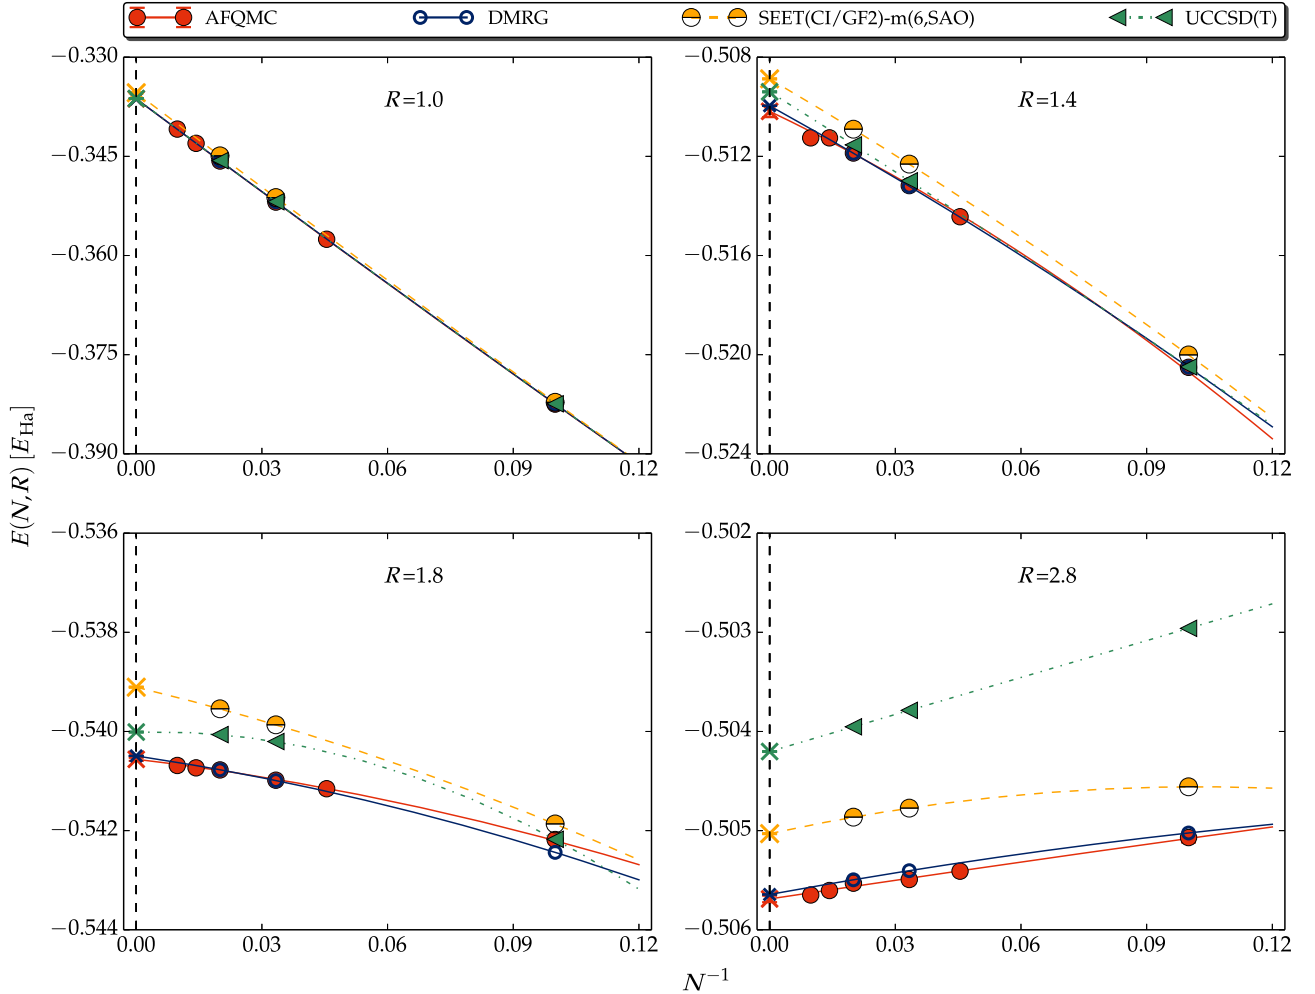 AFQMC DMRG SEET(CI/GF2)-m(6,SAO) UCCSD(T)
R=1.0
−0.330
−0.345
−0.360
−0.375
−0.390
0.00 0.03 0.06 0.09 0.12
R=1.4
−0.508
−0.512
−0.516
−0.520
−0.524
0.00 0.03 0.06 0.09 0.12
E(N,R) [E_Ha]
R=1.8
−0.536
−0.538
−0.540
−0.542
−0.544
0.00 0.03 0.06 0.09 0.12
R=2.8
−0.502
−0.503
−0.504
−0.505
−0.506
0.00 0.03 0.06 0.09 0.12
N⁻¹